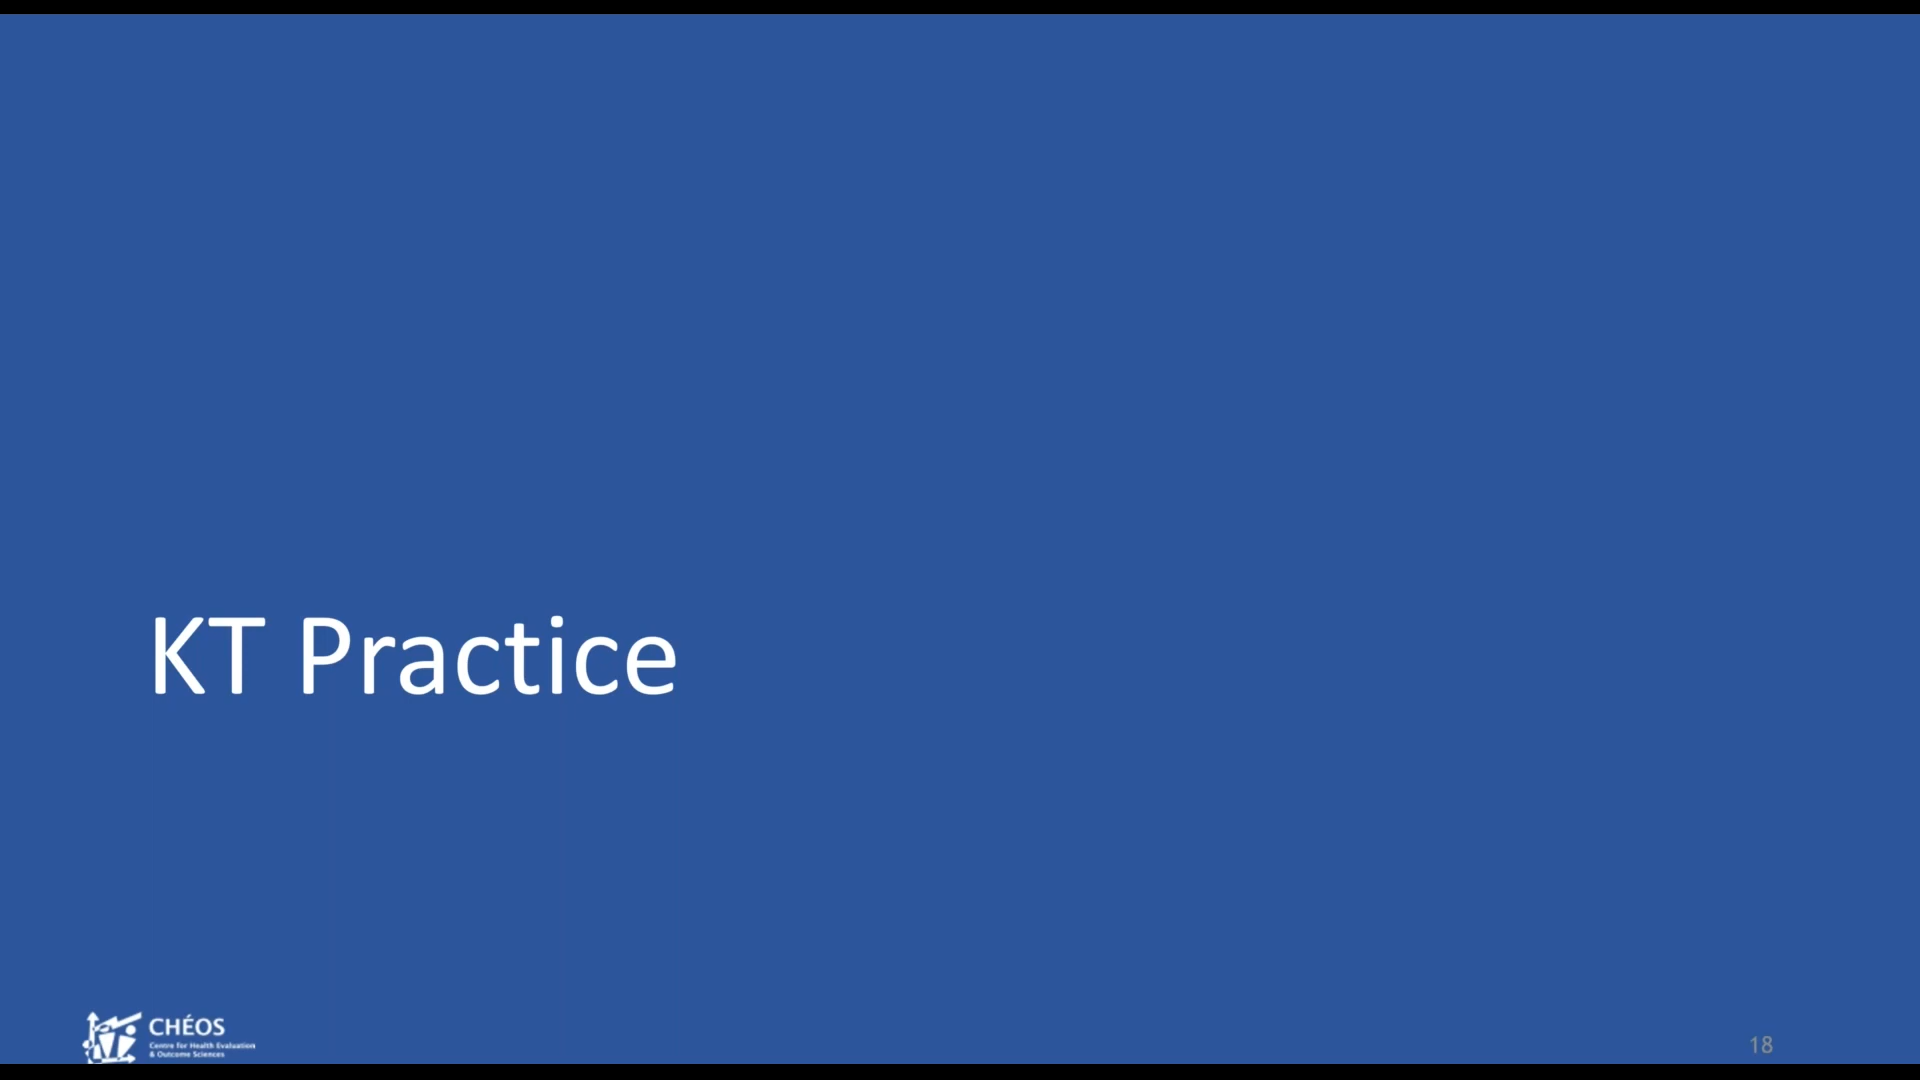 KT Practice
CHÉOS
Centre for Health Evaluation
& Outcome Sciences
18